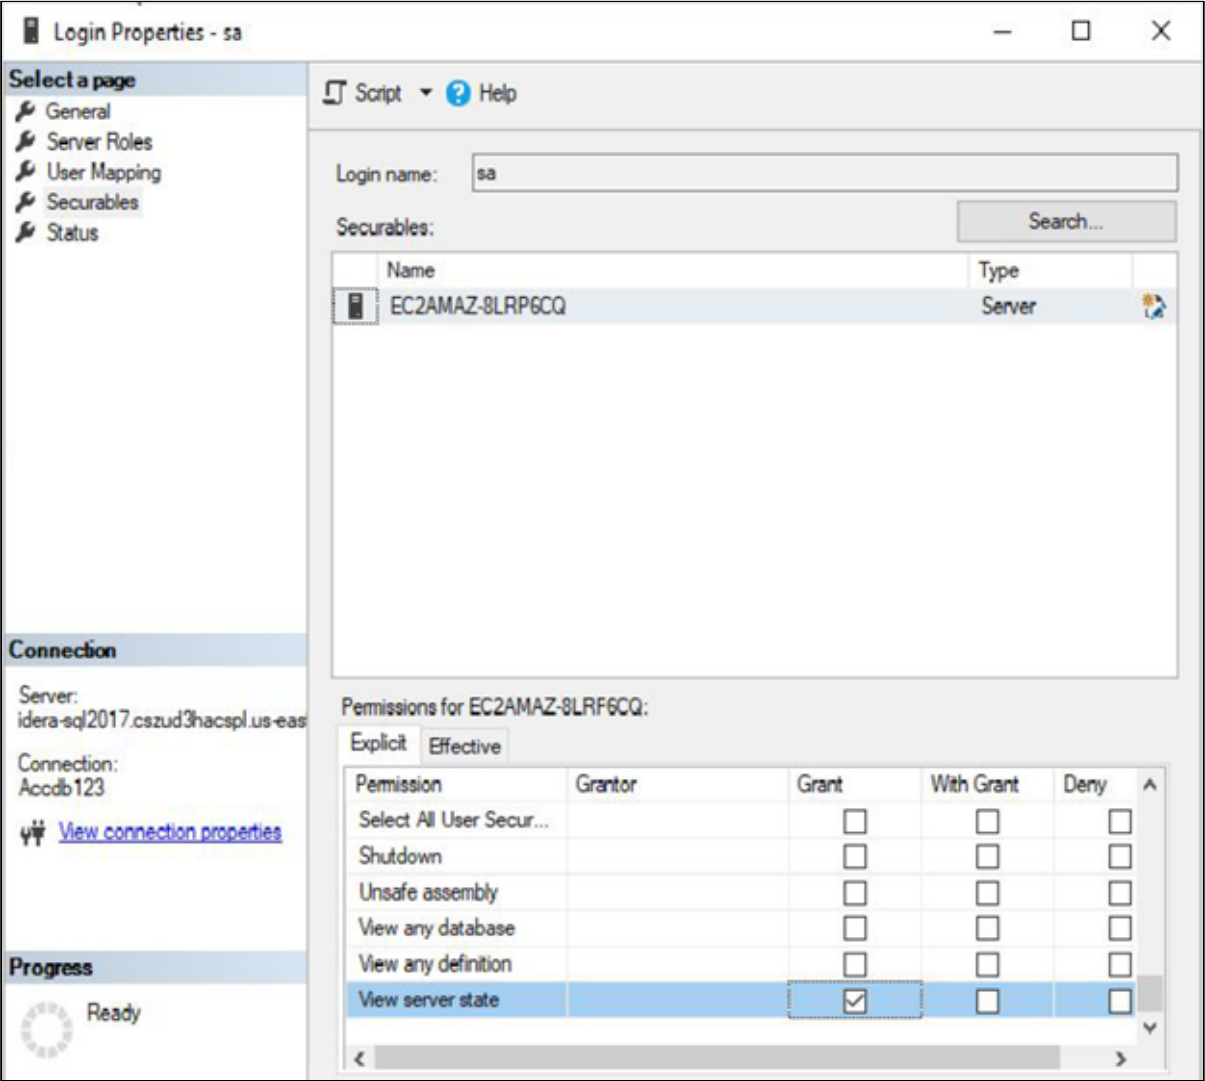 Login Properties - sa
Select a page
General
Server Roles
User Mapping
Securables
Status
Script
Help
Login name: sa
Securables:
Search...
Name Type
EC2AMAZ-8LRP6CQ Server
Connection
Server:
idera-sql2017.cszud3hacspl.us-east
Connection:
Accdb123
View connection properties
Progress
Ready
Permissions for EC2AMAZ-8LRF6CQ:
Explicit Effective
Permission Grantor Grant With Grant Deny
Select All User Secur...
Shutdown
Unsafe assembly
View any database
View any definition
View server state